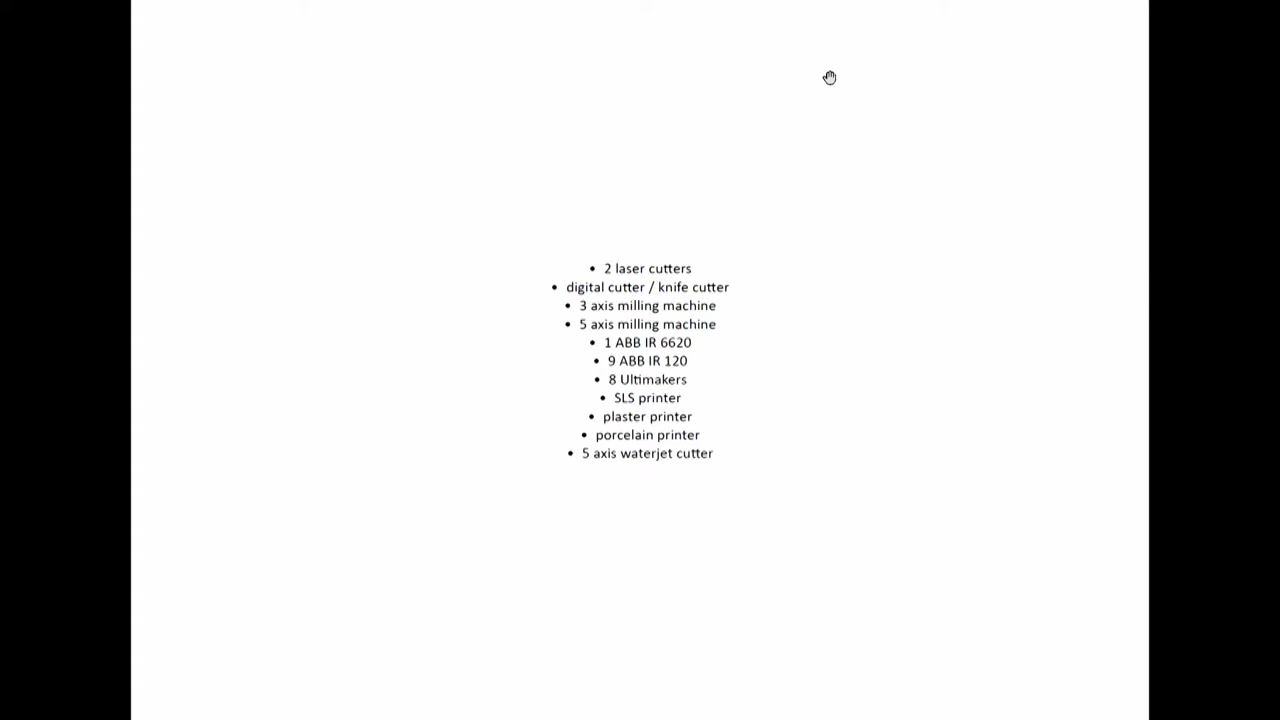 • 2 laser cutters
• digital cutter / knife cutter
• 3 axis milling machine
• 5 axis milling machine
• 1 ABB IR 6620
• 9 ABB IR 120
• 8 Ultimakers
• SLS printer
• plaster printer
• porcelain printer
• 5 axis waterjet cutter